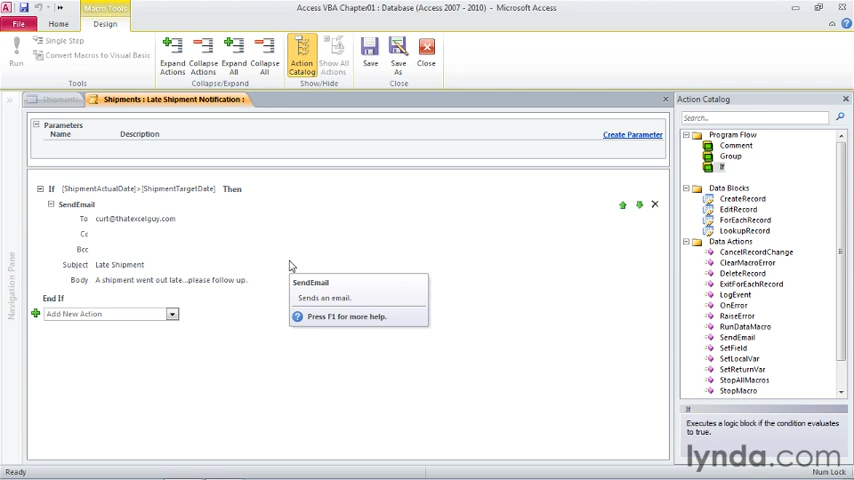 Macro Tools
Access VBA Chapter01 : Database (Access 2007 - 2010) - Microsoft Access
File
Home
Design
Run
Single Step
Convert Macros to Visual Basic
Tools
Expand Actions
Collapse Actions
Expand All
Collapse All
Collapse/Expand
Action Catalog
Show All Actions
Show/Hide
Save
Save As
Close
Close
Shipments
Shipments : Late Shipment Notification :
Parameters
Name Description
Create Parameter
If [ShipmentActualDate]>[ShipmentTargetDate] Then
SendEmail
To curt@thatexcelguy.com
Cc
Bcc
Subject Late Shipment
Body A shipment went out late...please follow up.
End If
Add New Action
SendEmail
Sends an email.
Press F1 for more help.
Navigation Pane
Action Catalog
Search...
Program Flow
Comment
Group
If
Data Blocks
CreateRecord
EditRecord
ForEachRecord
LookupRecord
Data Actions
CancelRecordChange
ClearMacroError
DeleteRecord
ExitForEachRecord
LogEvent
OnError
RaiseError
RunDataMacro
SendEmail
SetField
SetLocalVar
SetReturnVar
StopAllMacros
StopMacro
If
Executes a logic block if the condition evaluates
to true.
lynda.com
Ready
Num Lock